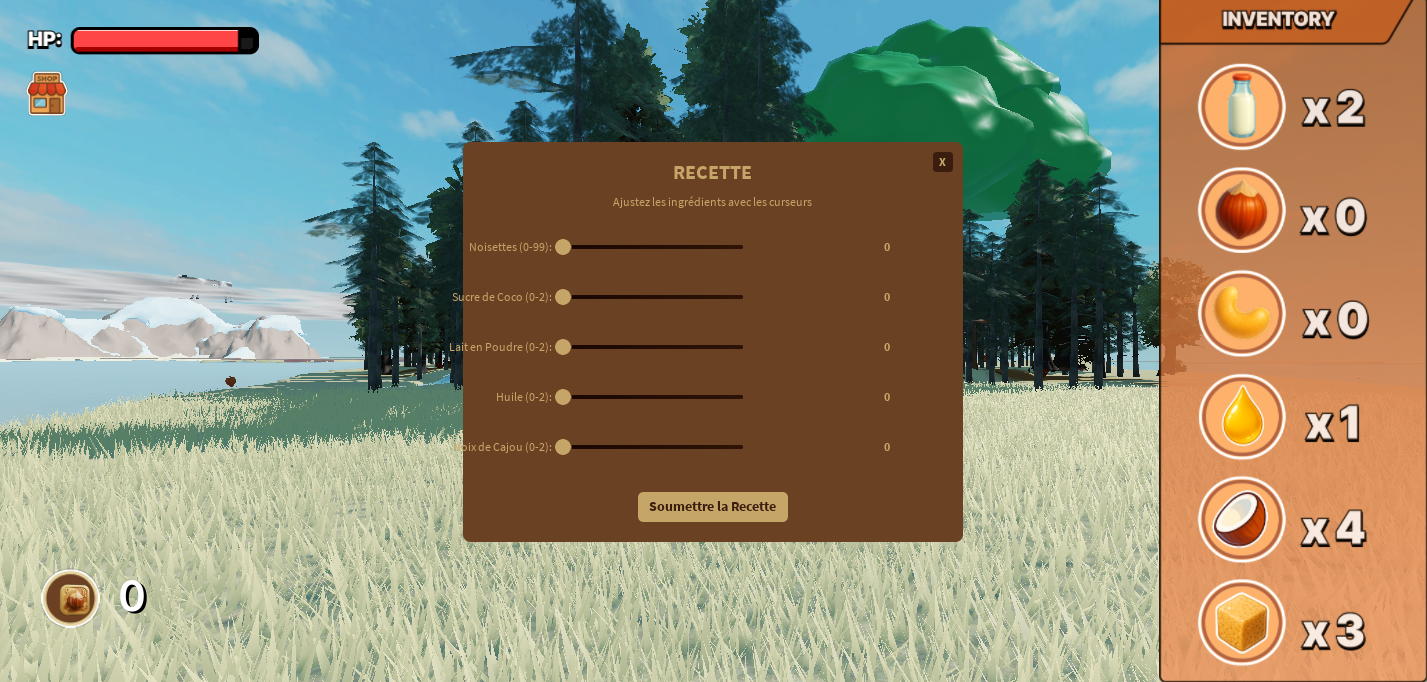 HP:
SHOP
INVENTORY
RECETTE
X
Ajustez les ingrédients avec les curseurs
Noisettes (0-99):
0
Sucre de Coco (0-2):
0
Lait en Poudre (0-2):
0
Huile (0-2):
0
de Cajou (0-2):
0
Soumettre la Recette
x2
x0
x0
x1
x4
x3
0